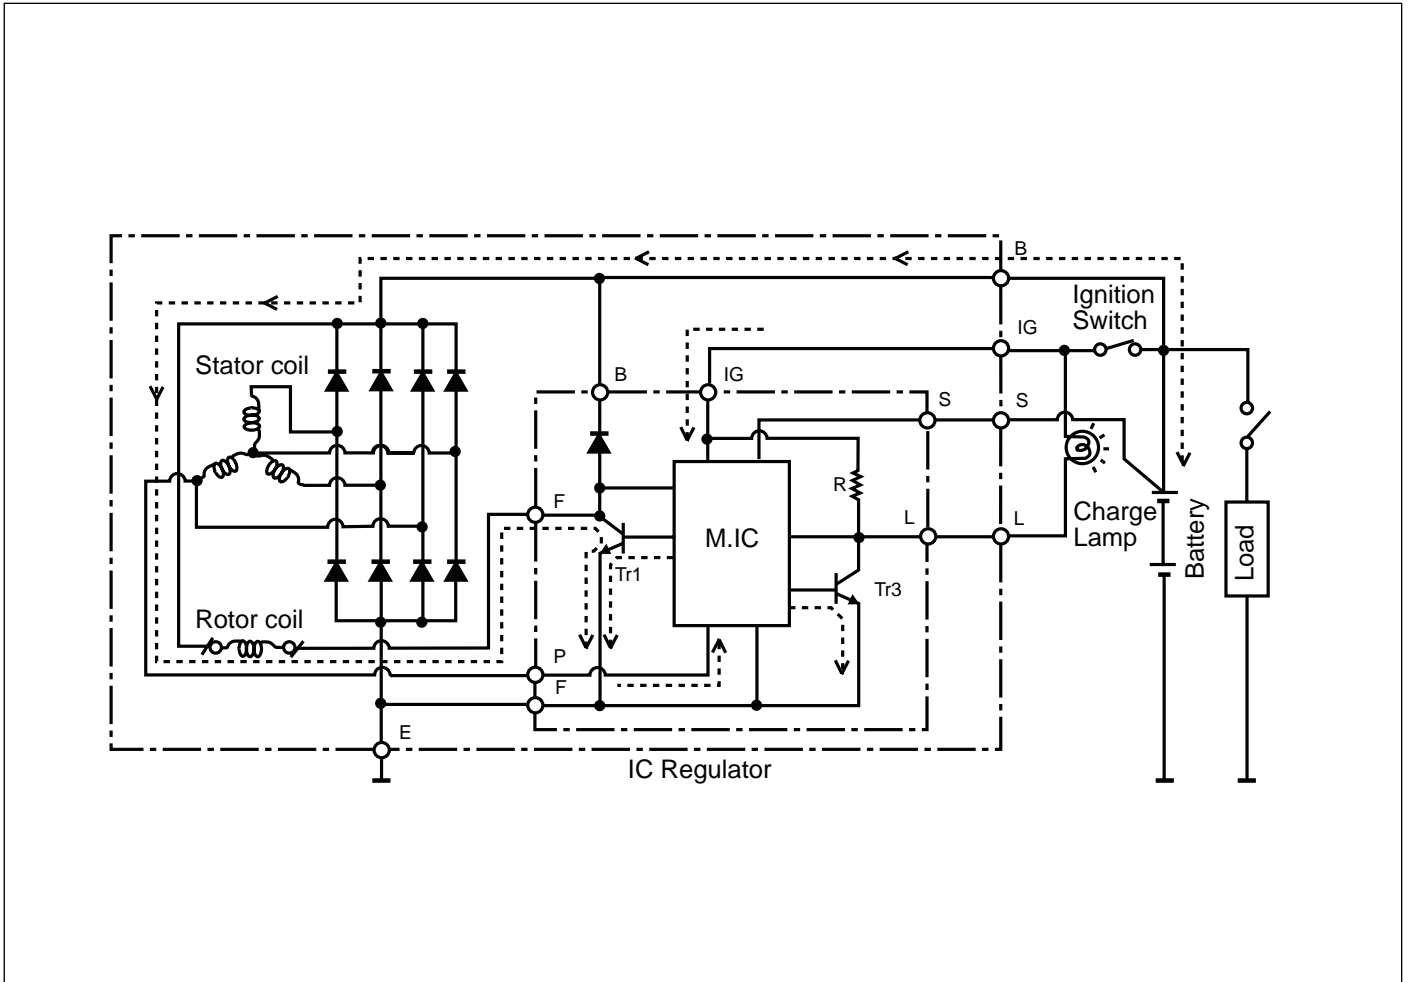 B
Ignition
Switch
IG
Stator coil
B
IG
S
S
R
F
L
L
M.IC
Charge
Lamp
Battery
Load
Tr1
Tr3
Rotor coil
P
F
E
IC Regulator